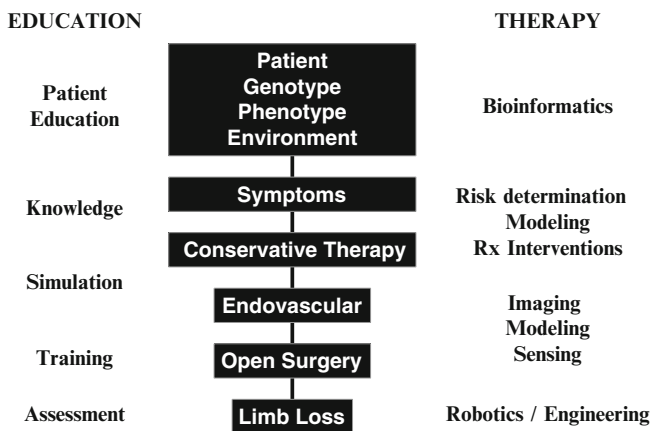 EDUCATION
THERAPY
Patient
Education
Patient
Genotype
Phenotype
Environment
Bioinformatics
Knowledge
Symptoms
Conservative Therapy
Risk determination
Modeling
Rx Interventions
Simulation
Endovascular
Imaging
Modeling
Sensing
Training
Open Surgery
Assessment
Limb Loss
Robotics / Engineering